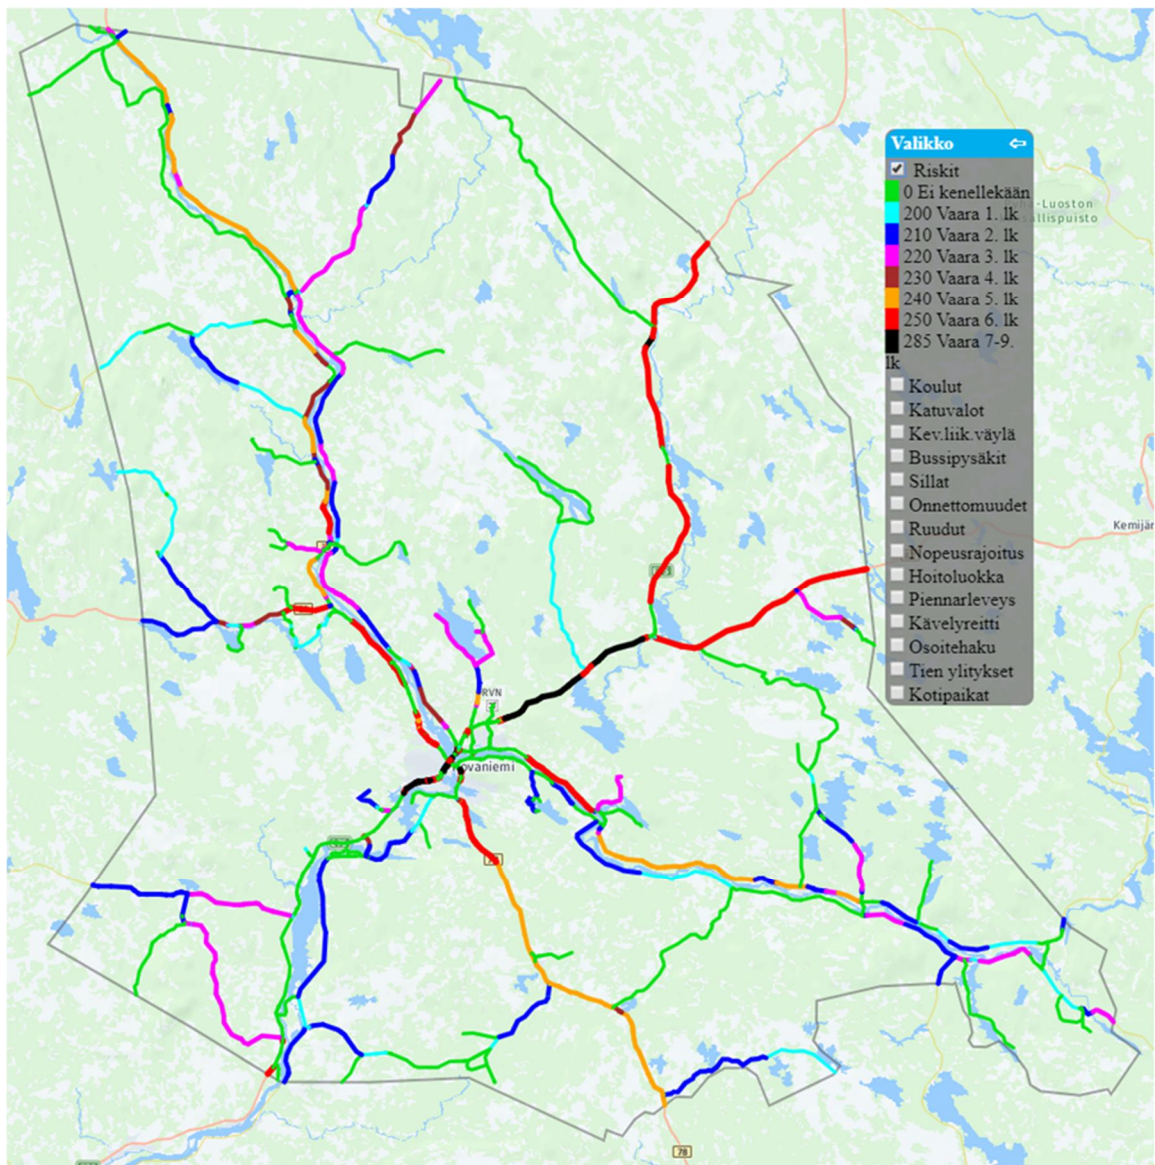 Valikko
Riskit
0 Ei kenellekään
200 Vaara 1. lk
210 Vaara 2. lk
220 Vaara 3. lk
230 Vaara 4. lk
240 Vaara 5. lk
250 Vaara 6. lk
285 Vaara 7-9.
lk
Koulut
Katuvalot
Kev.liik.väylä
Bussipysäkit
Sillat
Onnettomuudet
Ruudut
Nopeusrajoitus
Hoitoluokka
Piennarleveys
Kävelyreitti
Osoitehaku
Tien ylitykset
Kotipaikat
-Luoston
allispuisto
Kemijär
RVN
ovaniemi
78